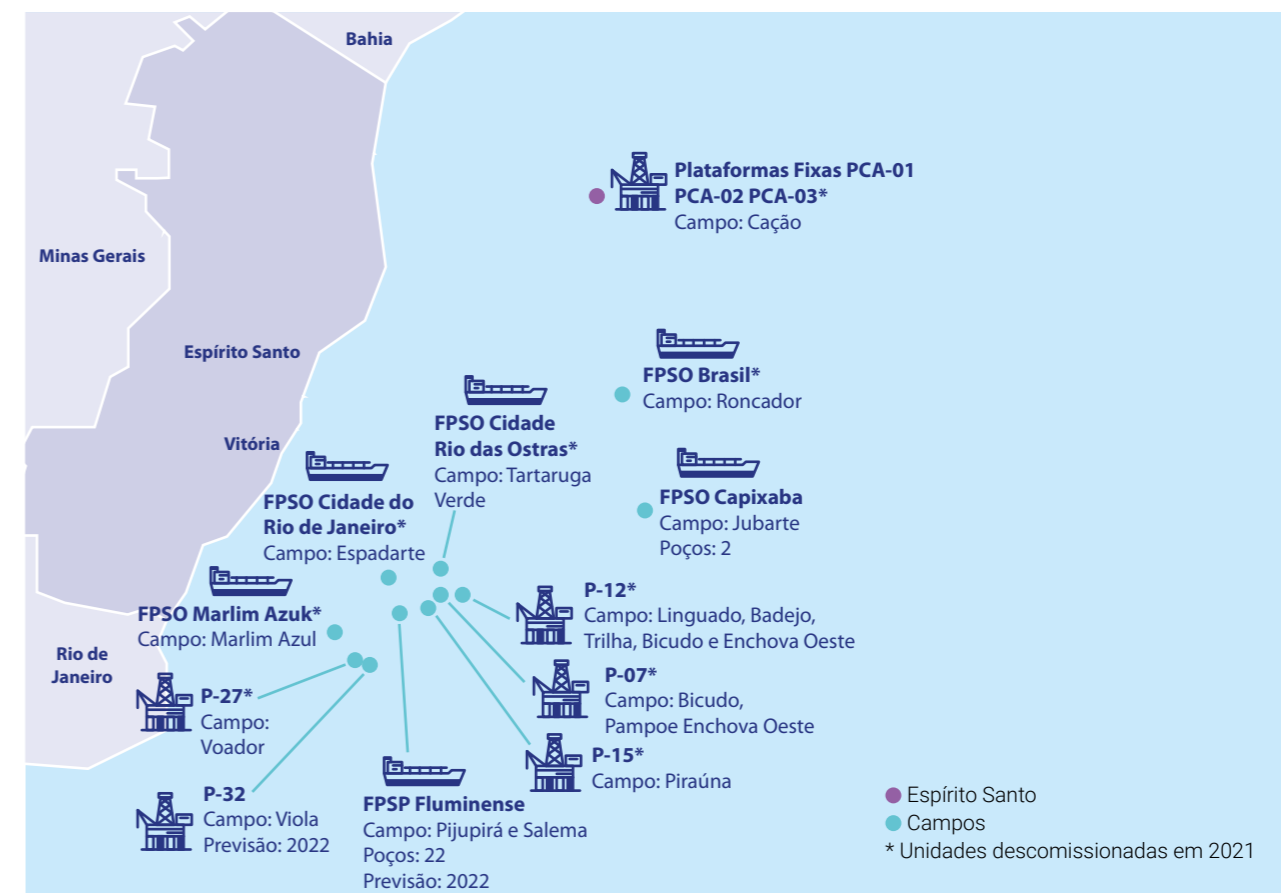 Bahia
Minas Gerais
Espírito Santo
Vitória
Rio de
Janeiro
Plataformas Fixas PCA-01
PCA-02 PCA-03*
Campo: Cação
FPSO Brasil*
Campo: Roncador
FPSO Cidade
Rio das Ostras*
Campo: Tartaruga
Verde
FPSO Capixaba
Campo: Jubarte
Poços: 2
FPSO Cidade do
Rio de Janeiro*
Campo: Espadarte
FPSO Marlim Azuk*
Campo: Marlim Azul
P-12*
Campo: Linguado, Badejo,
Trilha, Bicudo e Enchova Oeste
P-07*
Campo: Bicudo,
Pampoe Enchova Oeste
P-15*
Campo: Piraúna
P-27*
Campo:
Voador
P-32
Campo: Viola
Previsão: 2022
FPSP Fluminense
Campo: Pijupirá e Salema
Poços: 22
Previsão: 2022
Espírito Santo
Campos
* Unidades descomissionadas em 2021